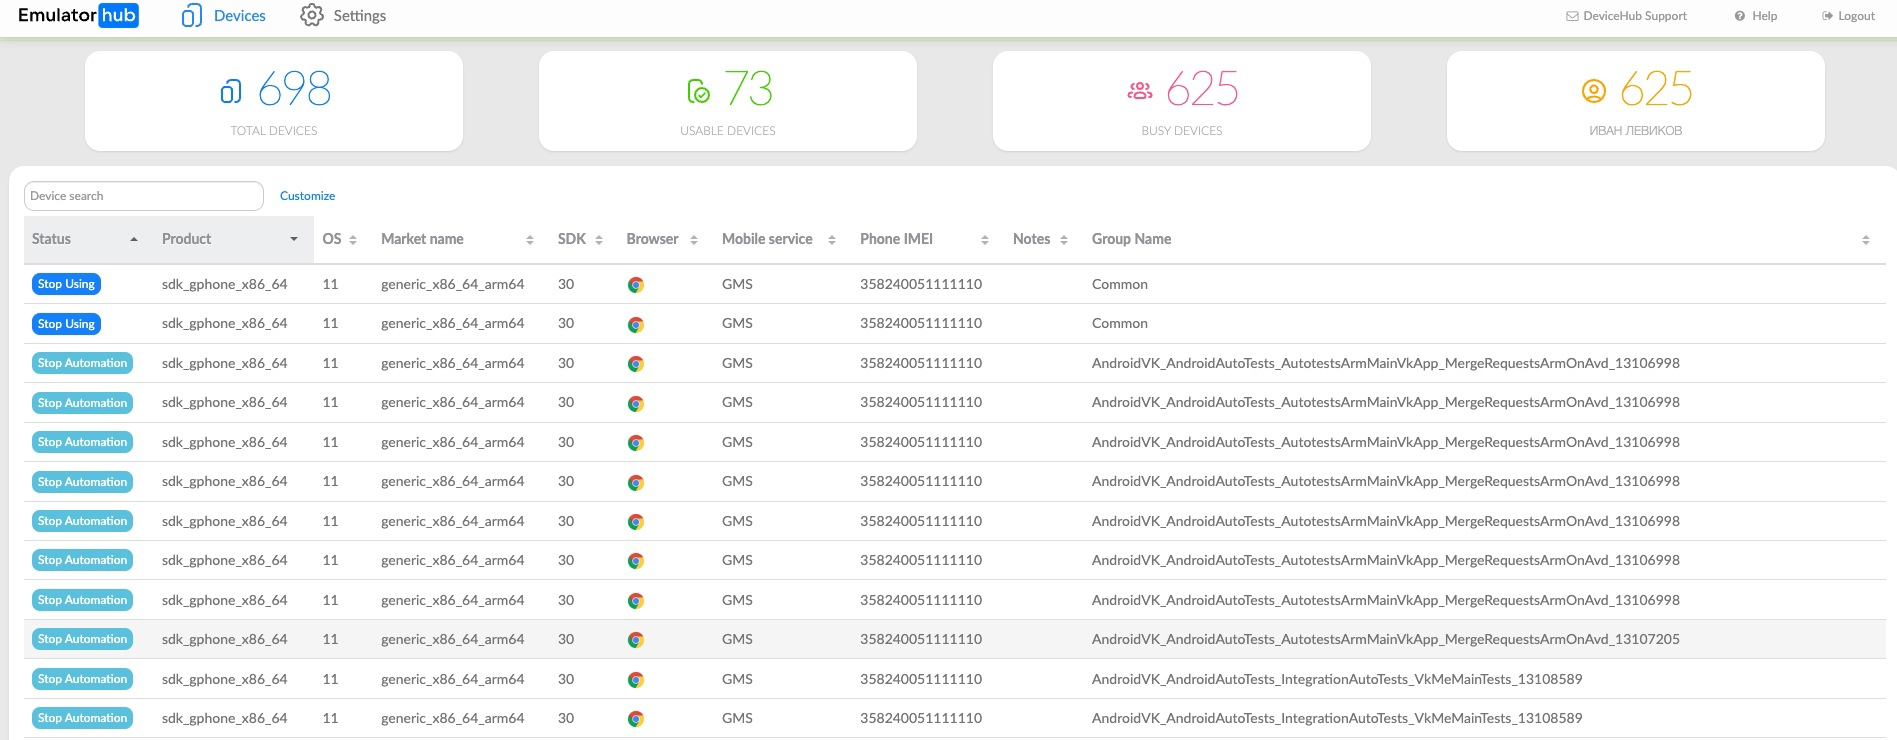 Emulator hub Devices Settings DeviceHub Support Help Logout
698 73 625 625
TOTAL DEVICES USABLE DEVICES BUSY DEVICES ИВАН ЛЕВИКОВ
Device search Customize
Status Product OS Market name SDK Browser Mobile service Phone IMEI Notes Group Name
Stop Using sdk_gphone_x86_64 11 generic_x86_64_arm64 30 GMS 358240051111110 Common
Stop Using sdk_gphone_x86_64 11 generic_x86_64_arm64 30 GMS 358240051111110 Common
Stop Automation sdk_gphone_x86_64 11 generic_x86_64_arm64 30 GMS 358240051111110 AndroidVK_AndroidAutoTests_AutotestsArmMainVkApp_MergeRequestsArmOnAvd_13106998
Stop Automation sdk_gphone_x86_64 11 generic_x86_64_arm64 30 GMS 358240051111110 AndroidVK_AndroidAutoTests_AutotestsArmMainVkApp_MergeRequestsArmOnAvd_13106998
Stop Automation sdk_gphone_x86_64 11 generic_x86_64_arm64 30 GMS 358240051111110 AndroidVK_AndroidAutoTests_AutotestsArmMainVkApp_MergeRequestsArmOnAvd_13106998
Stop Automation sdk_gphone_x86_64 11 generic_x86_64_arm64 30 GMS 358240051111110 AndroidVK_AndroidAutoTests_AutotestsArmMainVkApp_MergeRequestsArmOnAvd_13106998
Stop Automation sdk_gphone_x86_64 11 generic_x86_64_arm64 30 GMS 358240051111110 AndroidVK_AndroidAutoTests_AutotestsArmMainVkApp_MergeRequestsArmOnAvd_13106998
Stop Automation sdk_gphone_x86_64 11 generic_x86_64_arm64 30 GMS 358240051111110 AndroidVK_AndroidAutoTests_AutotestsArmMainVkApp_MergeRequestsArmOnAvd_13106998
Stop Automation sdk_gphone_x86_64 11 generic_x86_64_arm64 30 GMS 358240051111110 AndroidVK_AndroidAutoTests_AutotestsArmMainVkApp_MergeRequestsArmOnAvd_13106998
Stop Automation sdk_gphone_x86_64 11 generic_x86_64_arm64 30 GMS 358240051111110 AndroidVK_AndroidAutoTests_AutotestsArmMainVkApp_MergeRequestsArmOnAvd_13107205
Stop Automation sdk_gphone_x86_64 11 generic_x86_64_arm64 30 GMS 358240051111110 AndroidVK_AndroidAutoTests_IntegrationAutoTests_VkMeMainTests_13108589
Stop Automation sdk_gphone_x86_64 11 generic_x86_64_arm64 30 GMS 358240051111110 AndroidVK_AndroidAutoTests_IntegrationAutoTests_VkMeMainTests_13108589